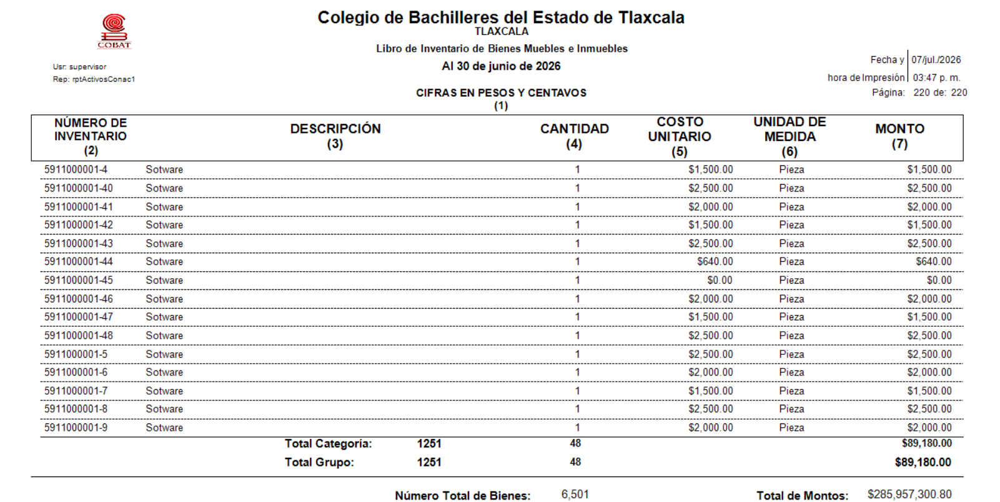 Colegio de Bachilleres del Estado de Tlaxcala
TLAXCALA
COBAT
Libro de Inventario de Bienes Muebles e Inmuebles
Usr: supervisor
Al 30 de junio de 2026
Fecha y 07/jul./2026
Rep: rptActivosConac1
hora de Impresión 03:47 p. m.
CIFRAS EN PESOS Y CENTAVOS
Página: 220 de: 220
(1)
NÚMERO DE INVENTARIO (2) DESCRIPCIÓN (3) CANTIDAD (4) COSTO UNITARIO (5) UNIDAD DE MEDIDA (6) MONTO (7)
5911000001-4 Sotware 1 $1,500.00 Pieza $1,500.00
5911000001-40 Sotware 1 $2,500.00 Pieza $2,500.00
5911000001-41 Sotware 1 $2,000.00 Pieza $2,000.00
5911000001-42 Sotware 1 $1,500.00 Pieza $1,500.00
5911000001-43 Sotware 1 $2,500.00 Pieza $2,500.00
5911000001-44 Sotware 1 $640.00 Pieza $640.00
5911000001-45 Sotware 1 $0.00 Pieza $0.00
5911000001-46 Sotware 1 $2,000.00 Pieza $2,000.00
5911000001-47 Sotware 1 $1,500.00 Pieza $1,500.00
5911000001-48 Sotware 1 $2,500.00 Pieza $2,500.00
5911000001-5 Sotware 1 $2,500.00 Pieza $2,500.00
5911000001-6 Sotware 1 $2,000.00 Pieza $2,000.00
5911000001-7 Sotware 1 $1,500.00 Pieza $1,500.00
5911000001-8 Sotware 1 $2,500.00 Pieza $2,500.00
5911000001-9 Sotware 1 $2,000.00 Pieza $2,000.00
Total Categoría: 1251 48 $89,180.00
Total Grupo: 1251 48 $89,180.00
Número Total de Bienes: 6,501 Total de Montos: $285,957,300.80